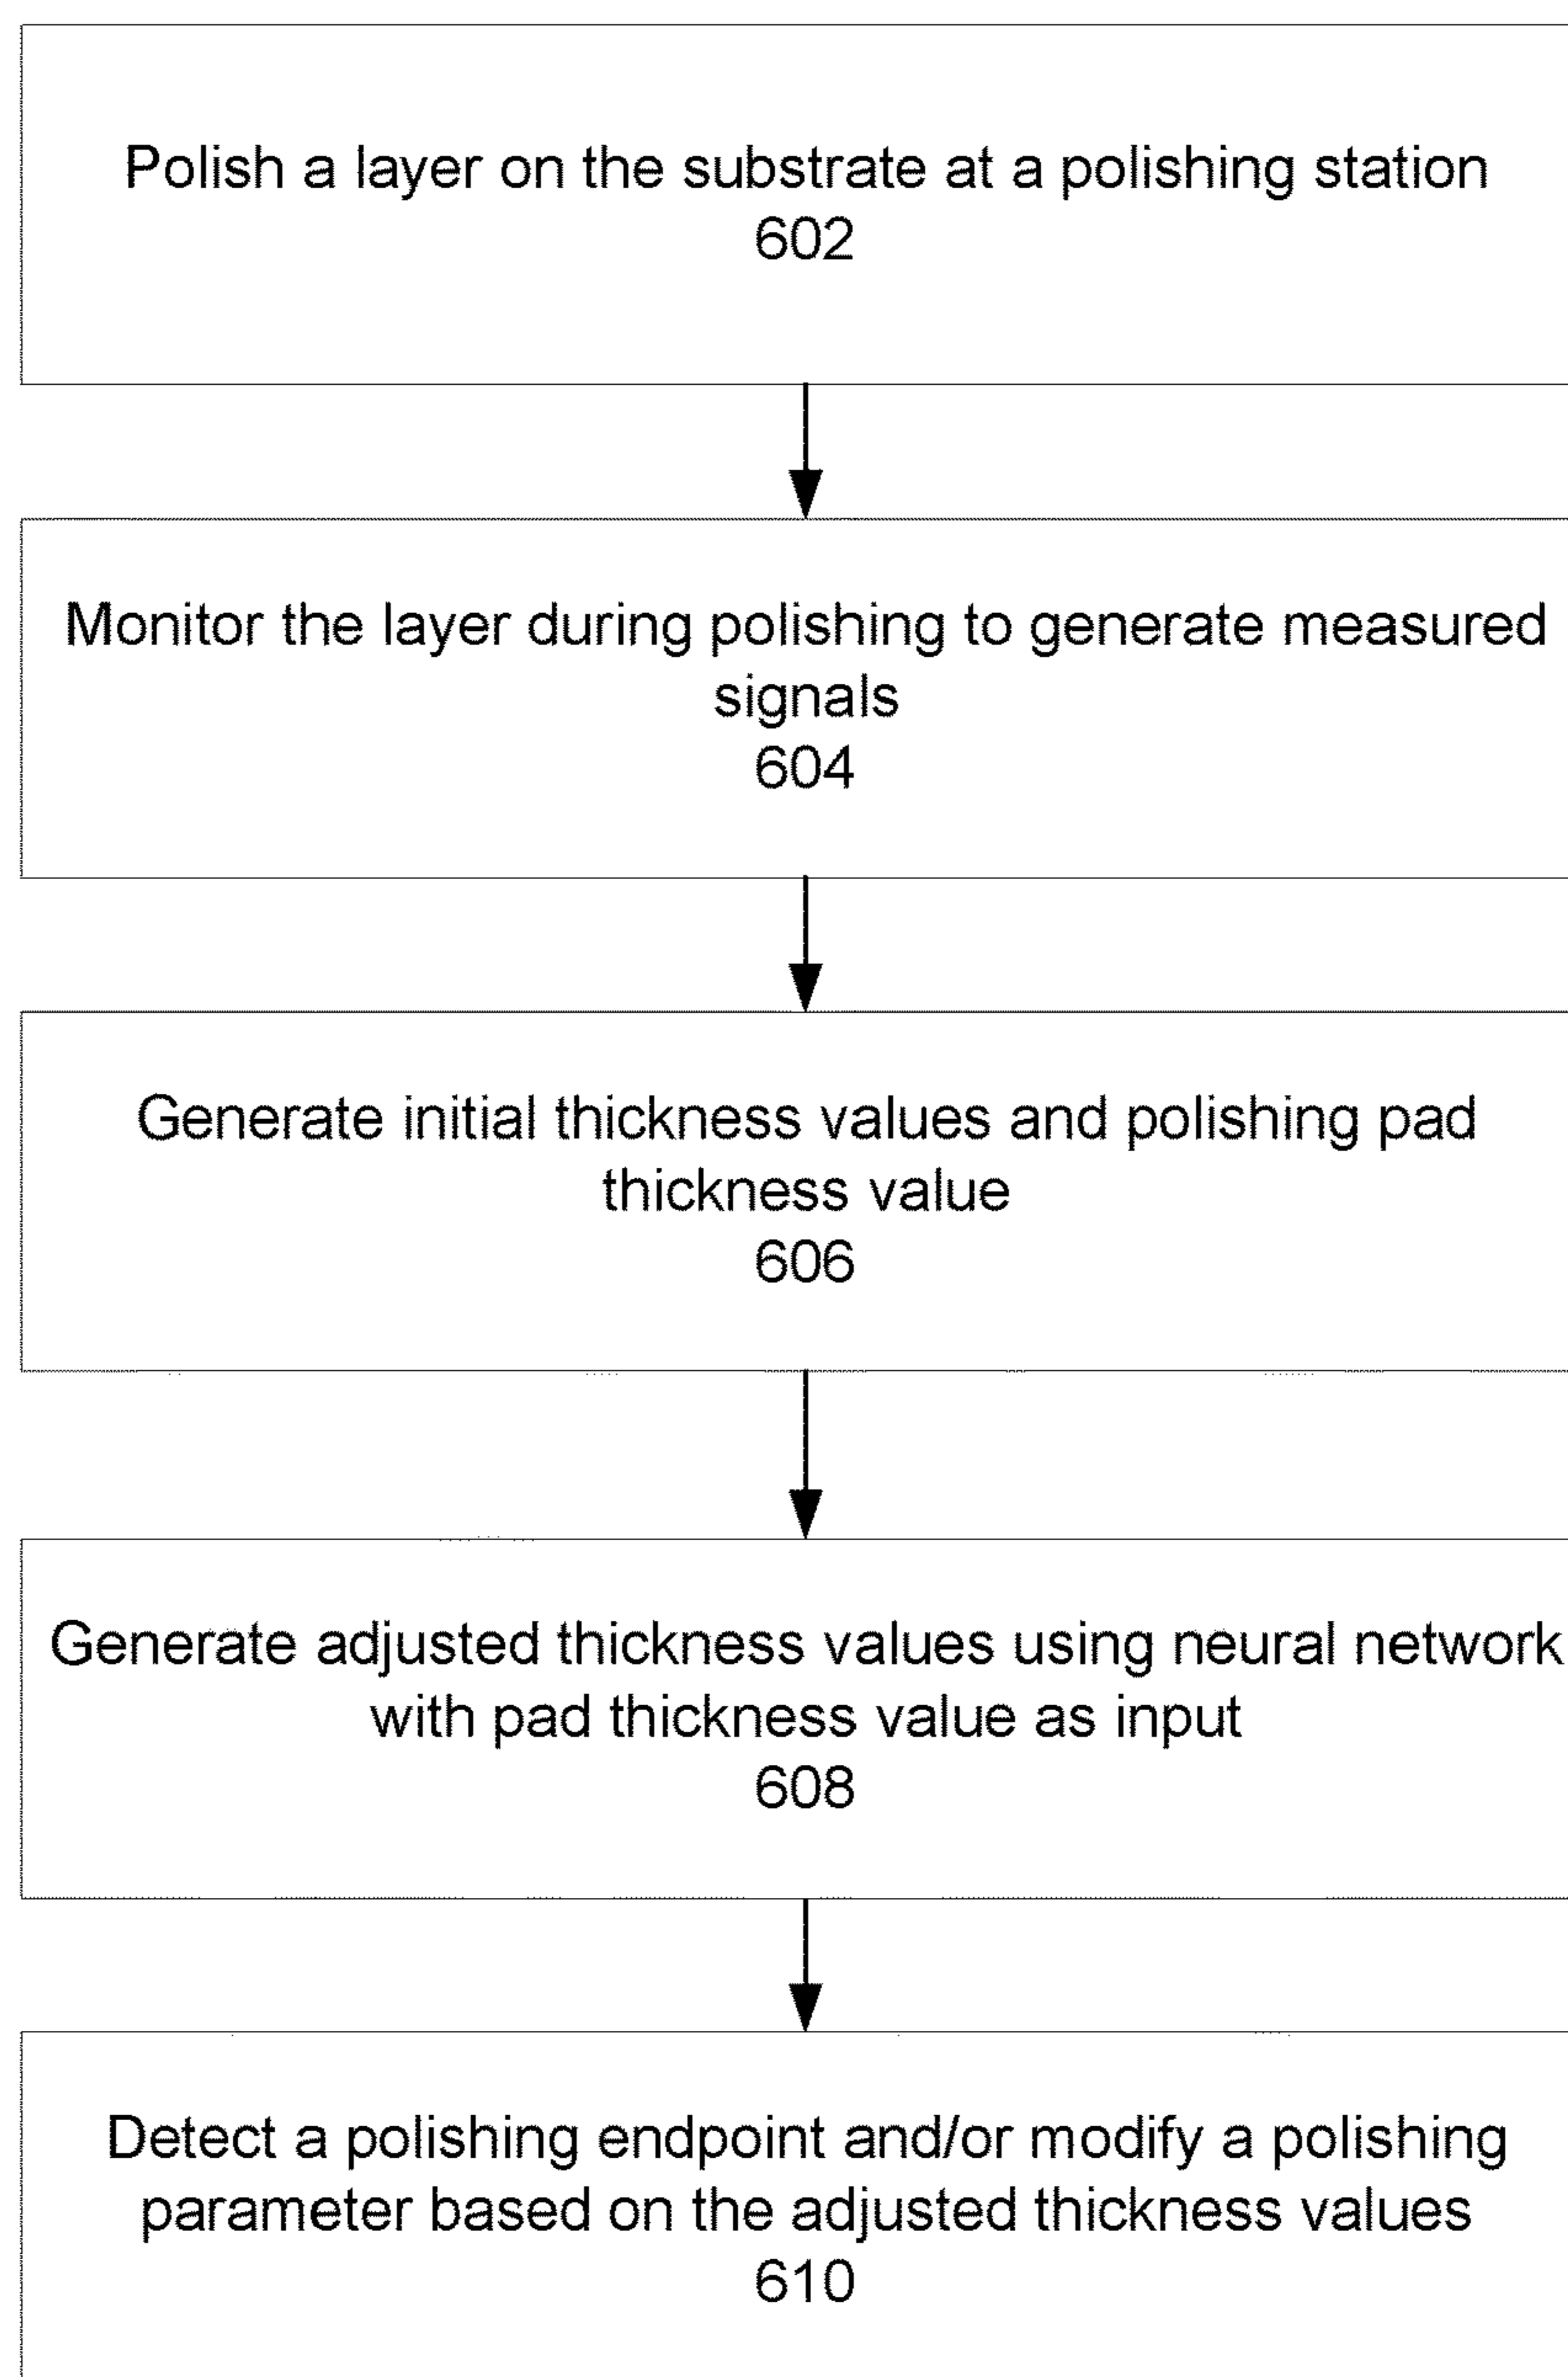 Polish a layer on the substrate at a polishing station
602
Monitor the layer during polishing to generate measured
signals
604
Generate initial thickness values and polishing pad
thickness value
606
Generate adjusted thickness values using neural network
with pad thickness value as input
608
Detect a polishing endpoint and/or modify a polishing
parameter based on the adjusted thickness values
610